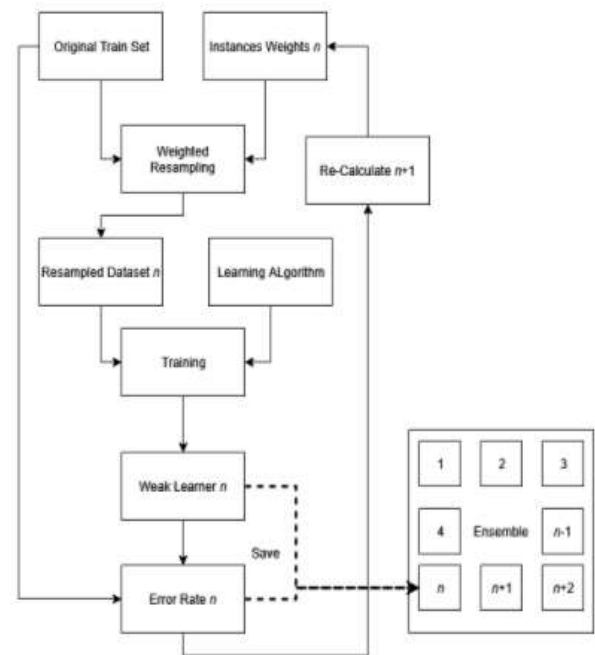 Original Train Set
Instances Weights n
Weighted
Resampling
Re-Calculate n+1
Resampled Dataset n
Learning ALgorithm
Training
Weak Learner n
Save
Error Rate n
1
2
3
4
Ensemble
n-1
n
n+1
n+2